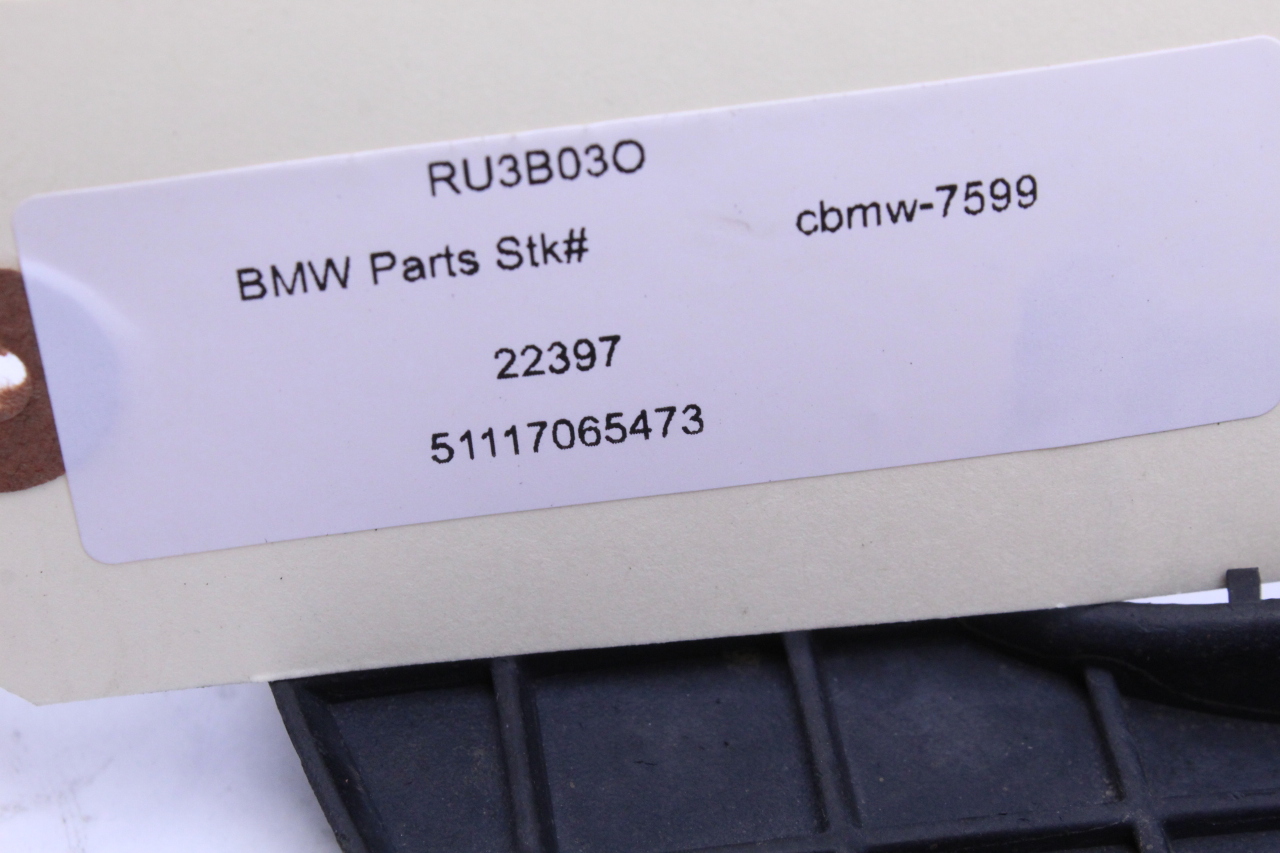 RU3B03O
BMW Parts Stk# cbmw-7599
22397
51117065473